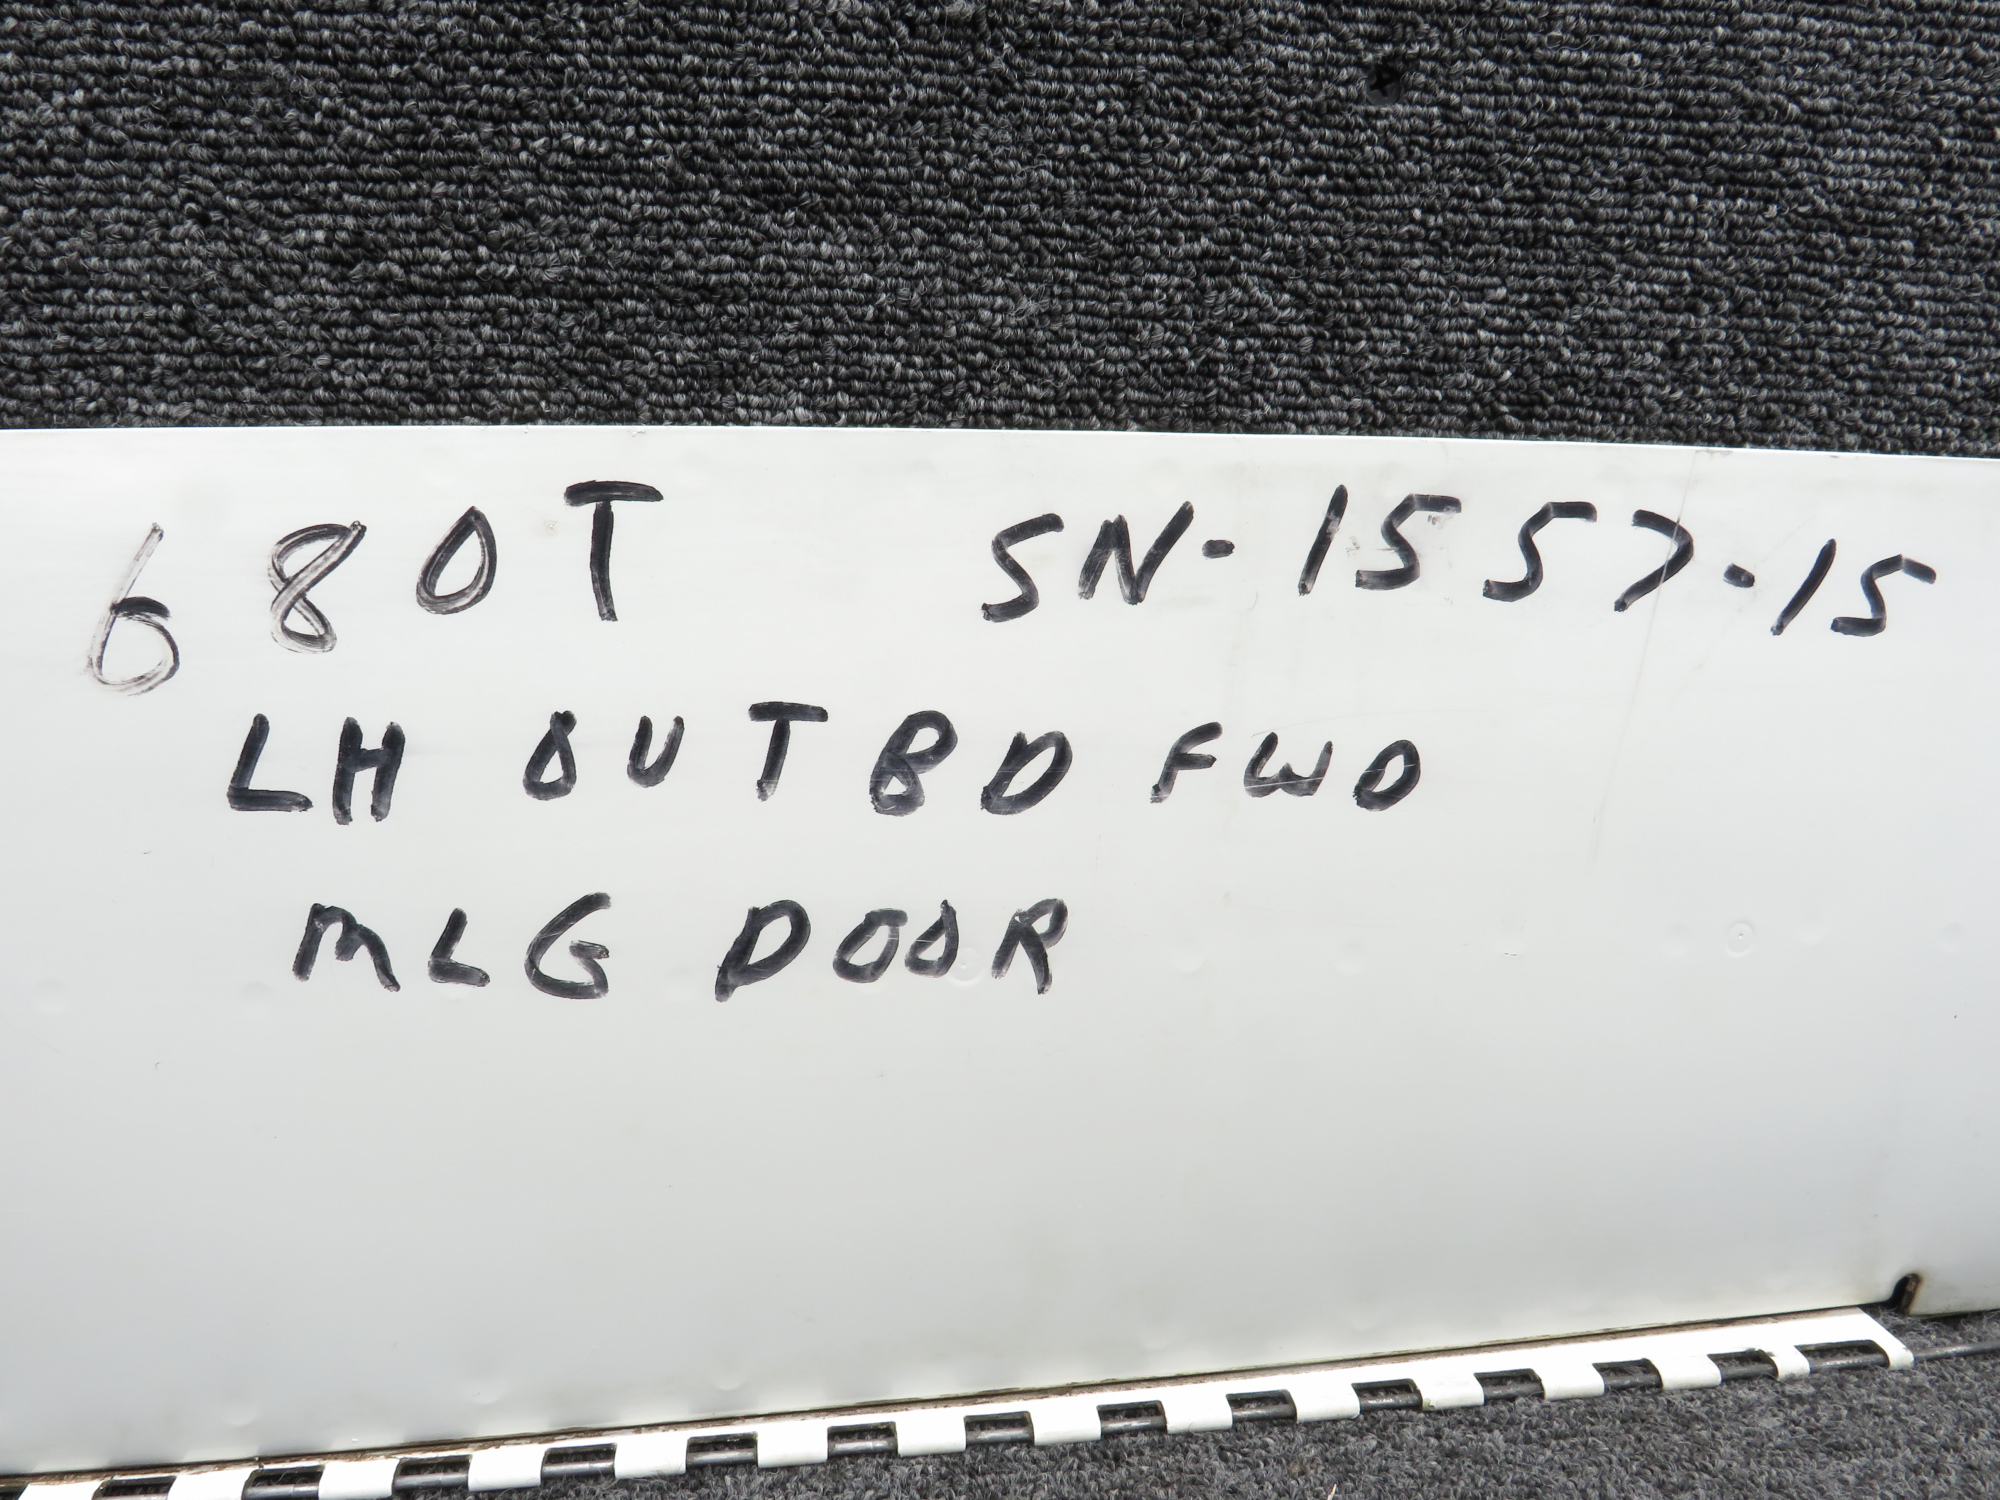 680T SN-1557-15
LH OUTBD FWD
MLG DOOR